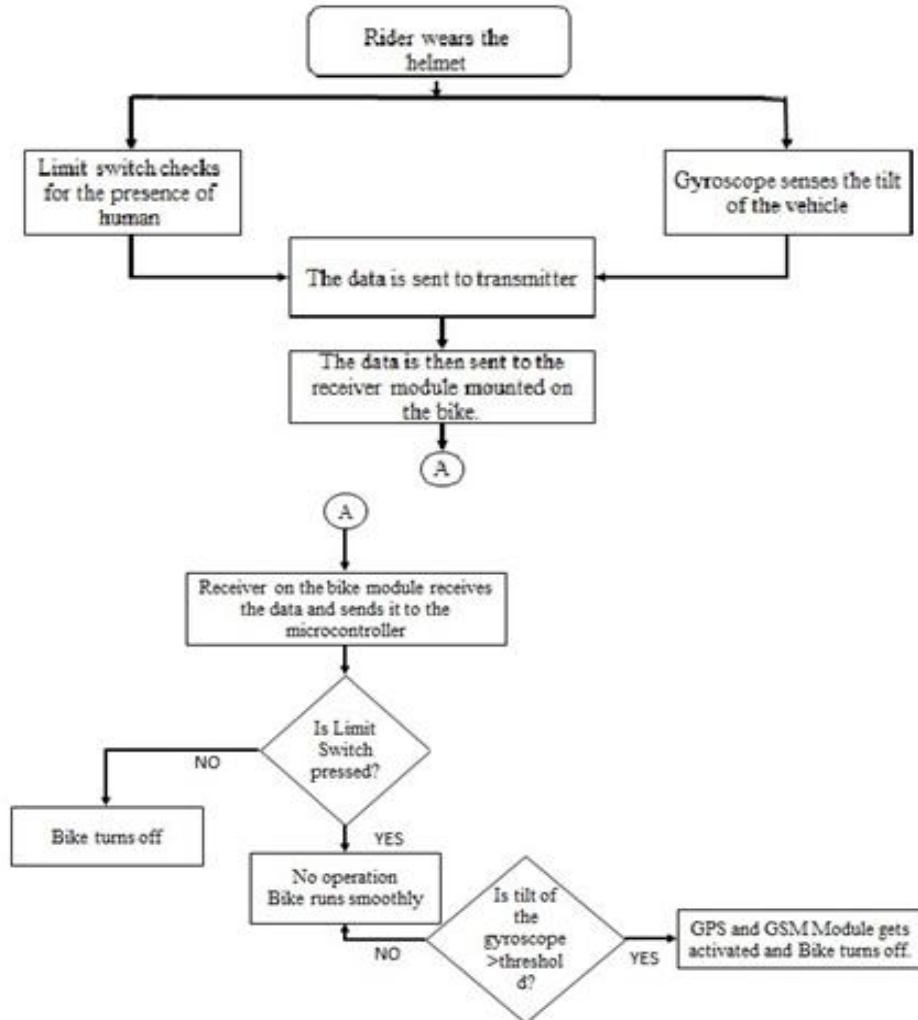 Rider wears the
helmet
Limit switch checks
for the presence of
human
Gyroscope senses the tilt
of the vehicle
The data is sent to transmitter
The data is then sent to the
receiver module mounted on
the bike.
A
A
Receiver on the bike module receives
the data and sends it to the
microcontroller
Is Limit
Switch
pressed?
NO
Bike turns off
YES
No operation
Bike runs smoothly
Is tilt of
the
gyroscope
>threshol
d?
NO
YES
GPS and GSM Module gets
activated and Bike turns off.